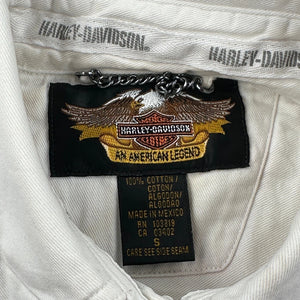 HARLEY-DAVIDSON®
HARLEY-DAVIDSON
MOTOR
HARLEY-DAVIDSON
CLOTHES
AN AMERICAN LEGEND
100% COTTON/
COTON/
ALGODON/
ALGODAO
MADE IN MEXICO
RN 103819
CA 03402
S
CARE SEE SIDE SEAM